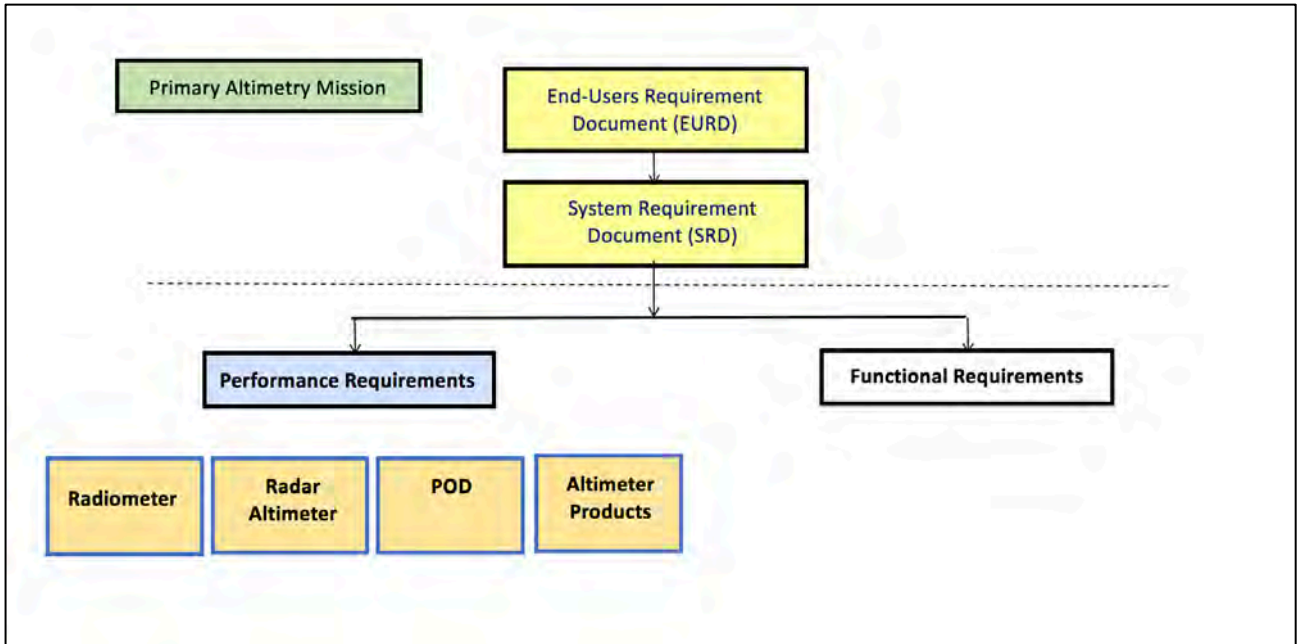 Primary Altimetry Mission
End-Users Requirement
Document (EURD)
System Requirement
Document (SRD)
Performance Requirements
Functional Requirements
Radiometer
Radar
Altimeter
POD
Altimeter
Products